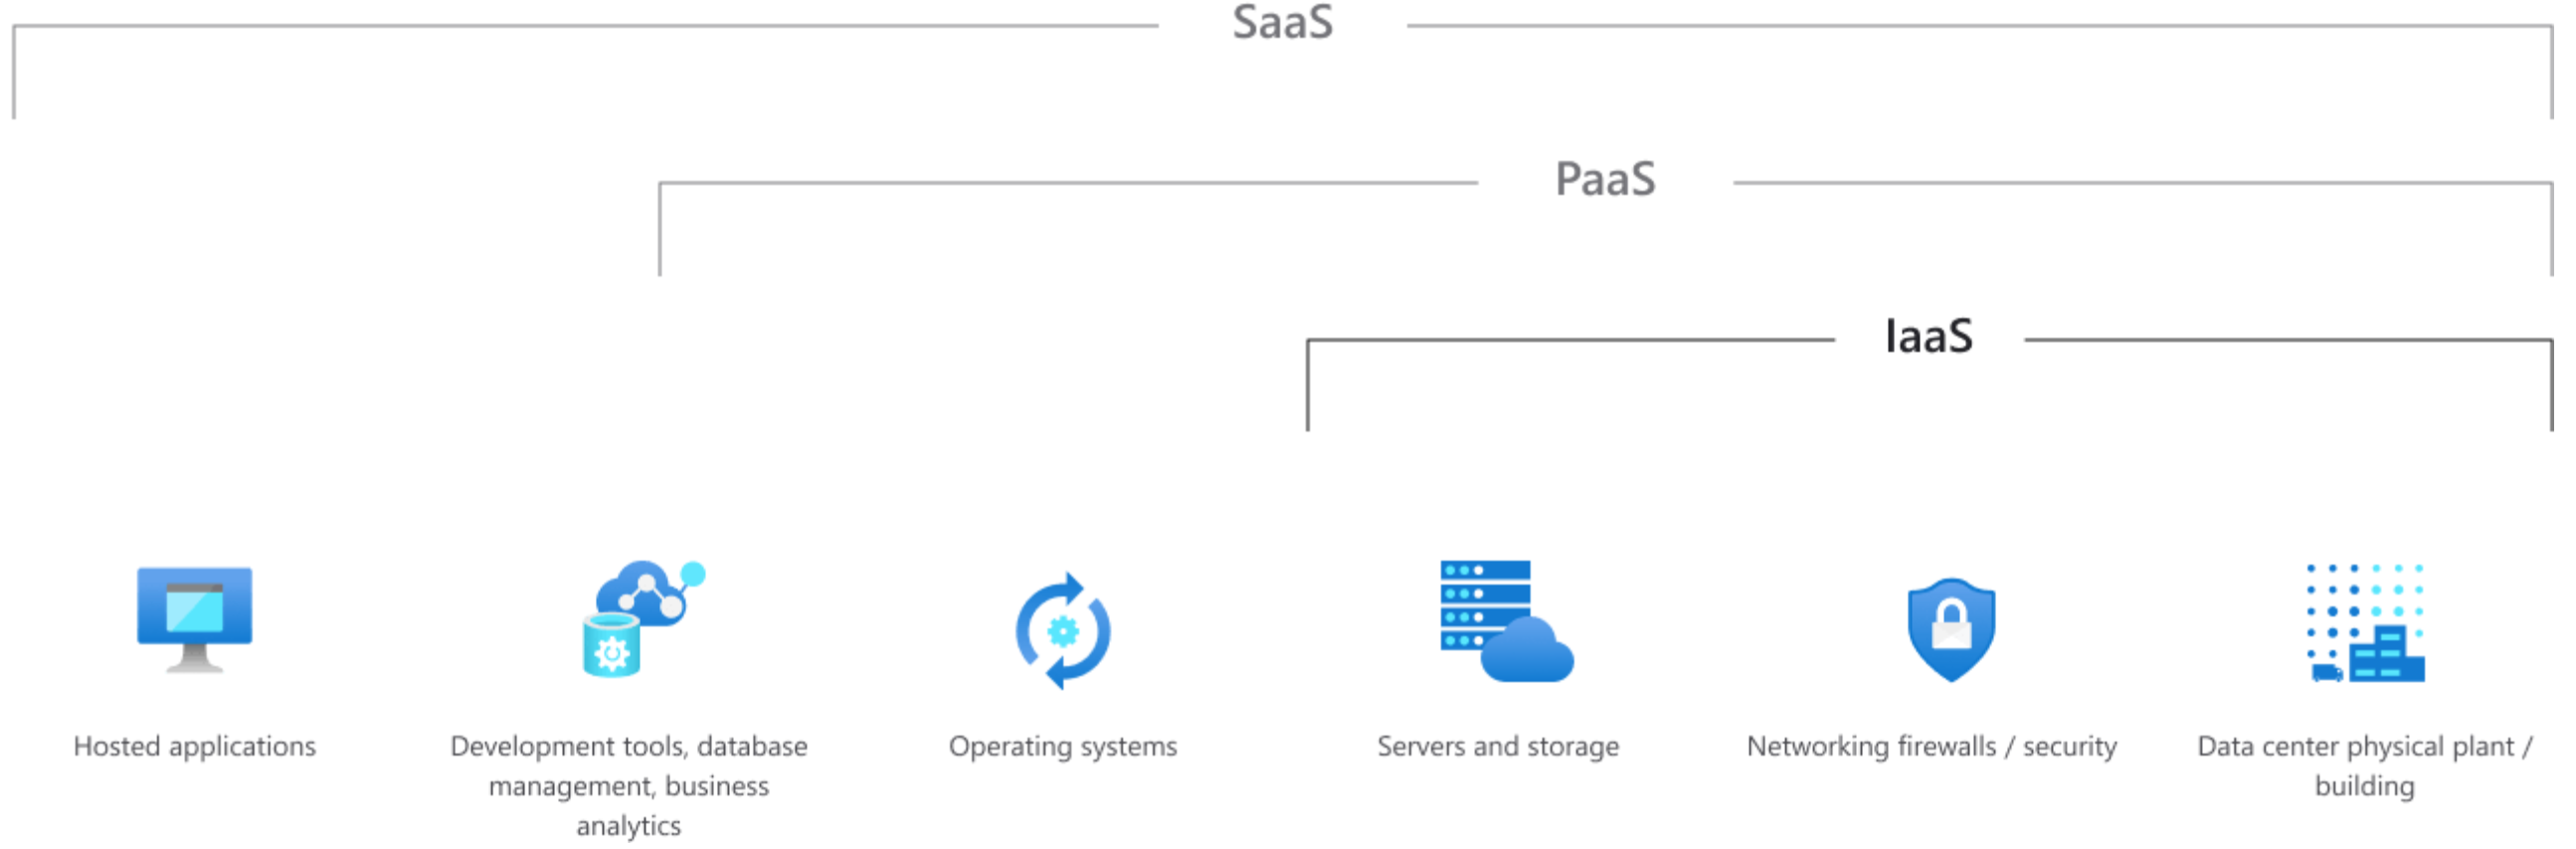 SaaS
PaaS
IaaS
Hosted applications
Development tools, database
management, business
analytics
Operating systems
Servers and storage
Networking firewalls / security
Data center physical plant /
building